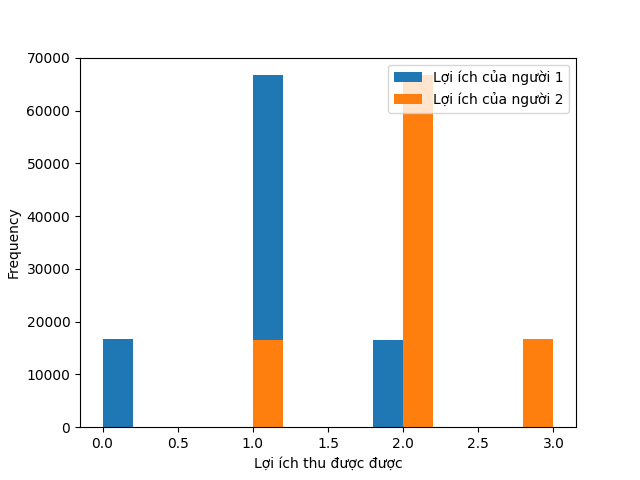 70000
60000
50000
40000
30000
20000
10000
0
Frequency
Lợi ích của người 1
Lợi ích của người 2
0.0 0.5 1.0 1.5 2.0 2.5 3.0
Lợi ích thu được được